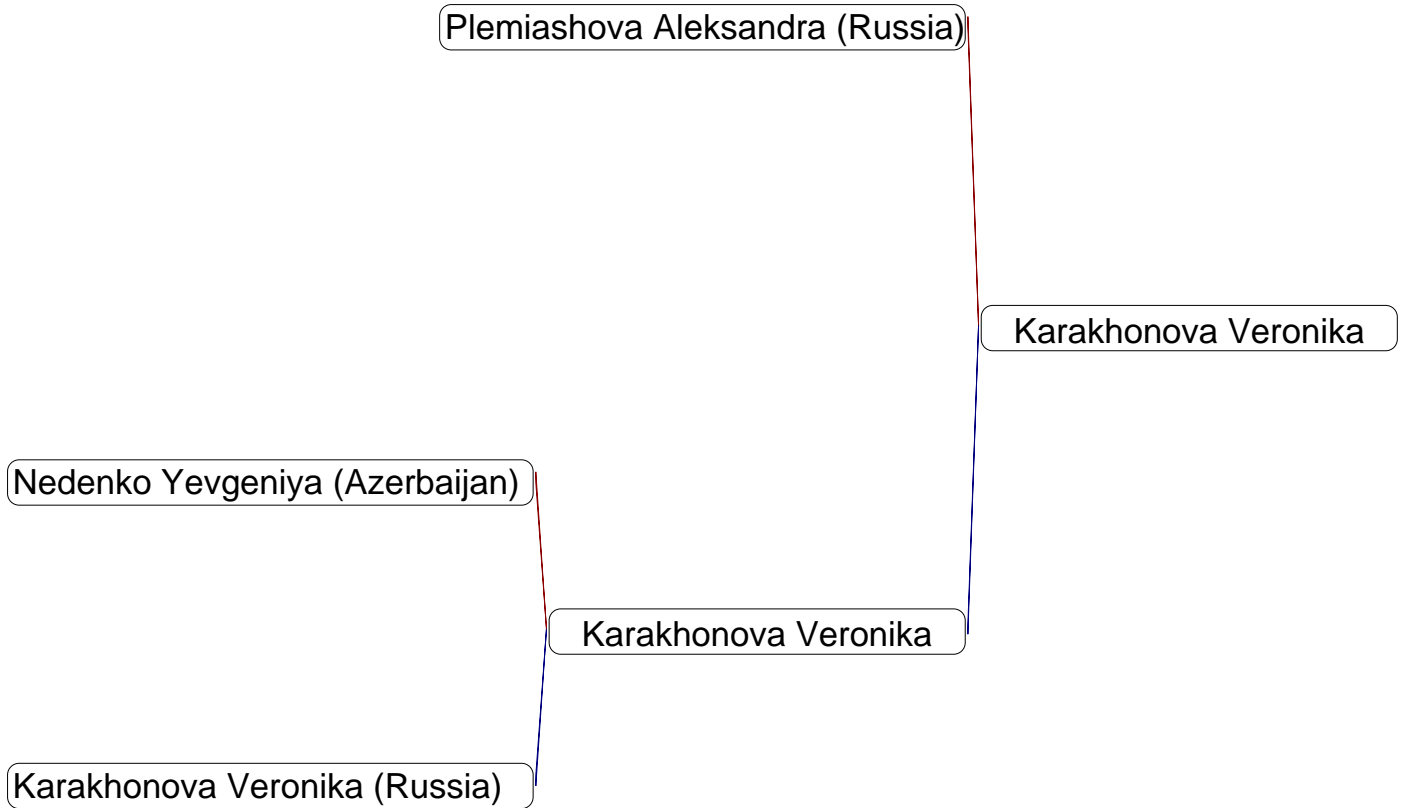 Plemiashova Aleksandra (Russia)
Karakhonova Veronika
Nedenko Yevgeniya (Azerbaijan)
Karakhonova Veronika
Karakhonova Veronika (Russia)